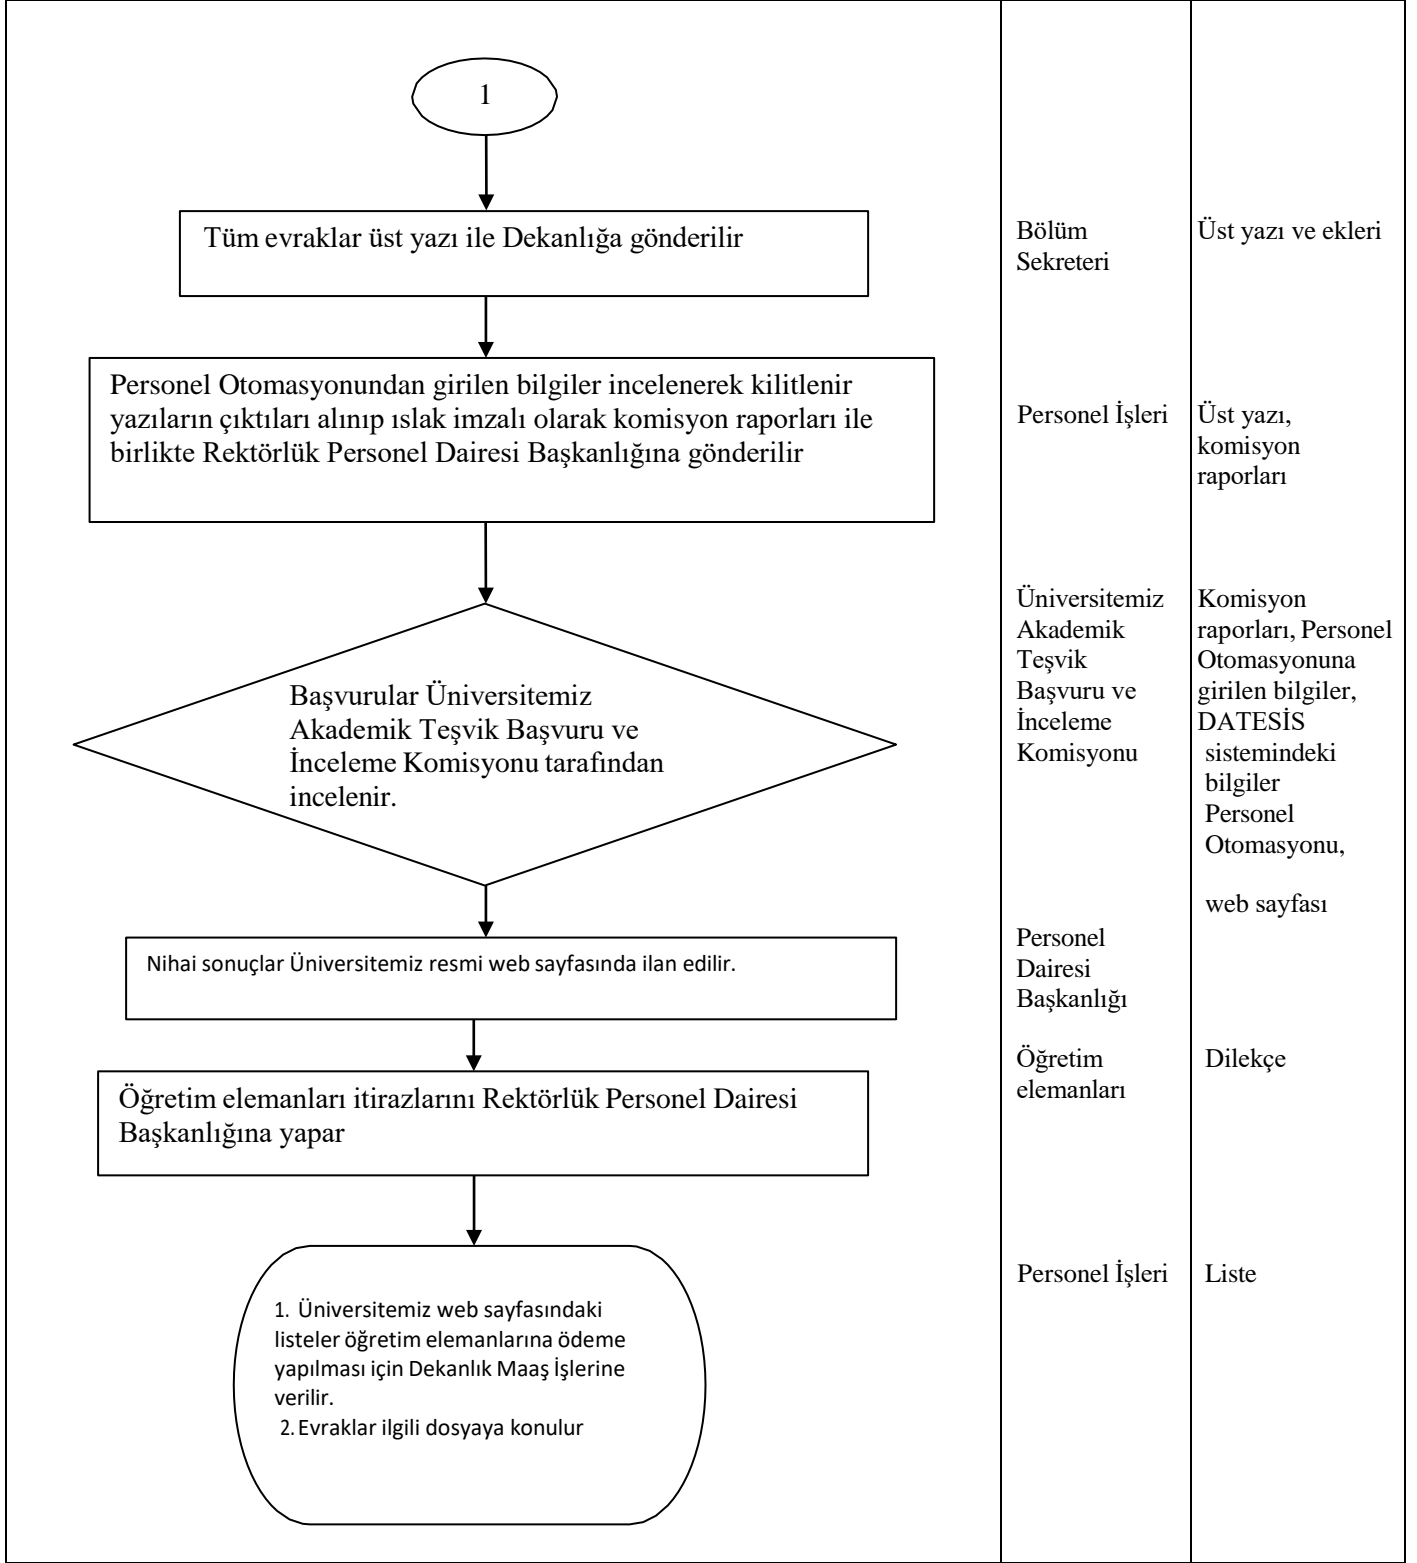 1
Tüm evraklar üst yazı ile Dekanlığa gönderilir
Bölüm
Sekreteri
Üst yazı ve ekleri
Personel Otomasyonundan girilen bilgiler incelenerek kilitlenir
yazıların çıktıları alınıp ıslak imzalı olarak komisyon raporları ile
birlikte Rektörlük Personel Dairesi Başkanlığına gönderilir
Personel İşleri
Üst yazı,
komisyon
raporları
Başvurular Üniversitemiz
Akademik Teşvik Başvuru ve
İnceleme Komisyonu tarafından
incelenir.
Üniversitemiz
Akademik
Teşvik
Başvuru ve
İnceleme
Komisyonu
Komisyon
raporları, Personel
Otomasyonuna
girilen bilgiler,
DATESİS
sistemindeki
bilgiler
Personel
Otomasyonu,
web sayfası
Nihai sonuçlar Üniversitemiz resmi web sayfasında ilan edilir.
Personel
Dairesi
Başkanlığı
Öğretim elemanları itirazlarını Rektörlük Personel Dairesi
Başkanlığına yapar
Öğretim
elemanları
Dilekçe
1. Üniversitemiz web sayfasındaki
listeler öğretim elemanlarına ödeme
yapılması için Dekanlık Maaş İşlerine
verilir.
2. Evraklar ilgili dosyaya konulur
Personel İşleri
Liste